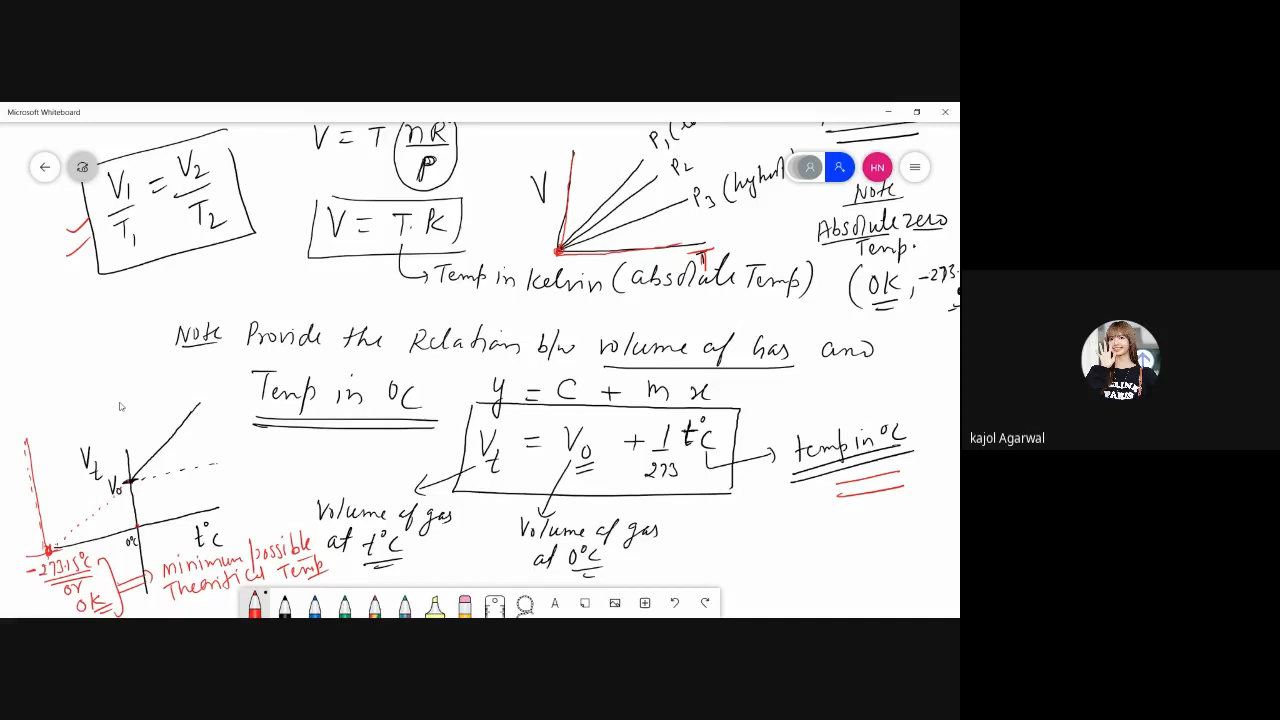 Microsoft Whiteboard
V = T (nR/P)
V1/T1 = V2/T2
V = T.K
Temp in Kelvin (absolute Temp)
V
P1
P2
P3
T
HN
Note
Absolute zero
Temp.
(0K, -273.
Note Provide the Relation b/w volume of gas and
Temp in °C
y = C + m x
Vt = V0 + 1/273 t°C
temp in °C
Volume of gas
at t°C
Volume of gas
at 0°C
Vt
V0
t°C
0°C
-273.15°C
or
0K
minimum possible
Theoritical Temp
kajol Agarwal